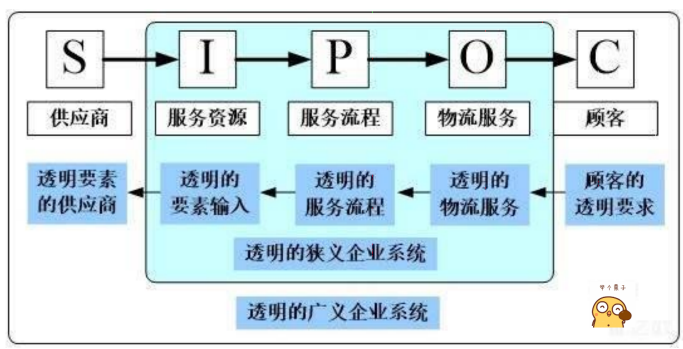 S I P O C
供应商 服务资源 服务流程 物流服务 顾客
透明要素 透明的 透明的 透明的 顾客的
的供应商 要素输入 服务流程 物流服务 透明要求
透明的狭义企业系统
透明的广义企业系统